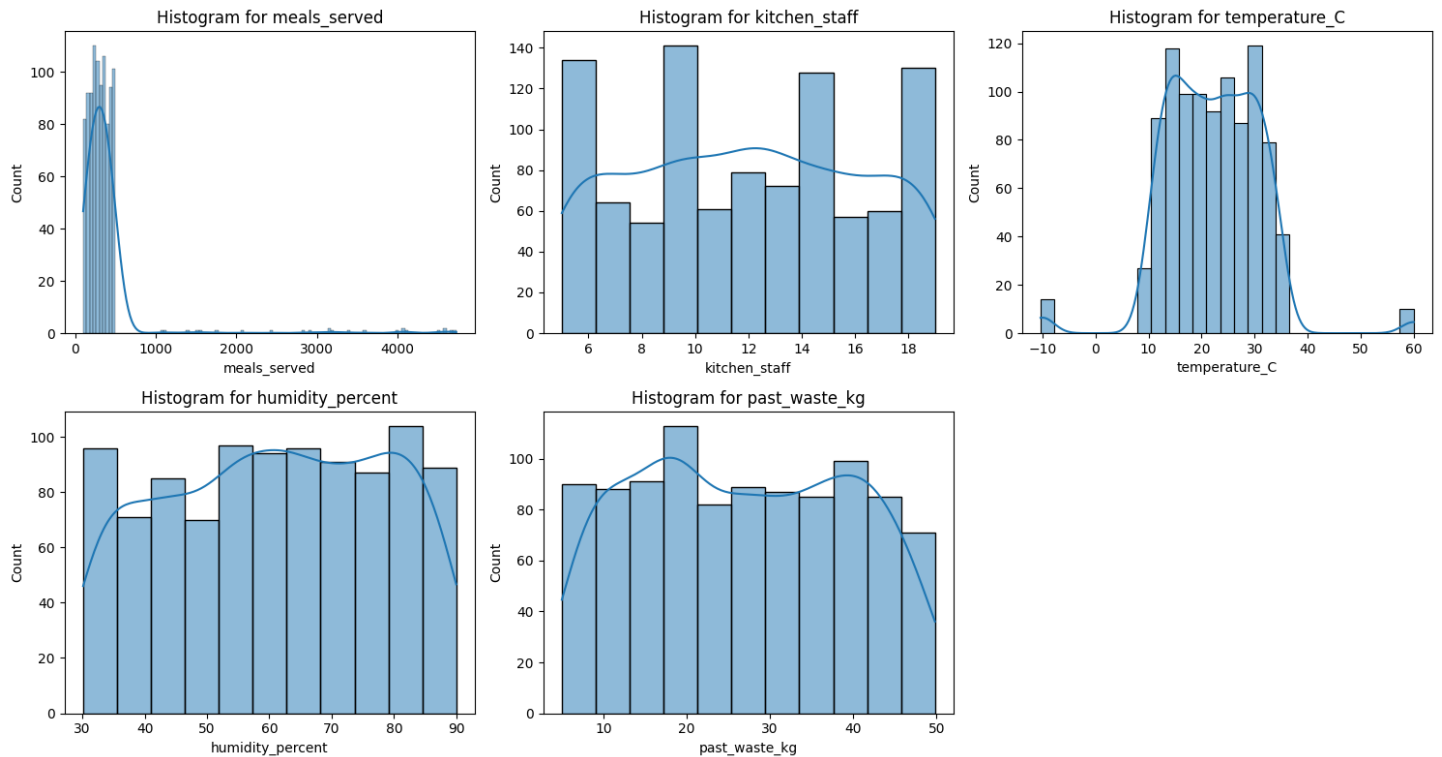 Histogram for meals_served
100
80
60
40
20
0
Count
0 1000 2000 3000 4000
meals_served
Histogram for kitchen_staff
140
120
100
80
60
40
20
0
Count
6 8 10 12 14 16 18
kitchen_staff
Histogram for temperature_C
120
100
80
60
40
20
0
Count
−10 0 10 20 30 40 50 60
temperature_C
Histogram for humidity_percent
100
80
60
40
20
0
Count
30 40 50 60 70 80 90
humidity_percent
Histogram for past_waste_kg
100
80
60
40
20
0
Count
10 20 30 40 50
past_waste_kg